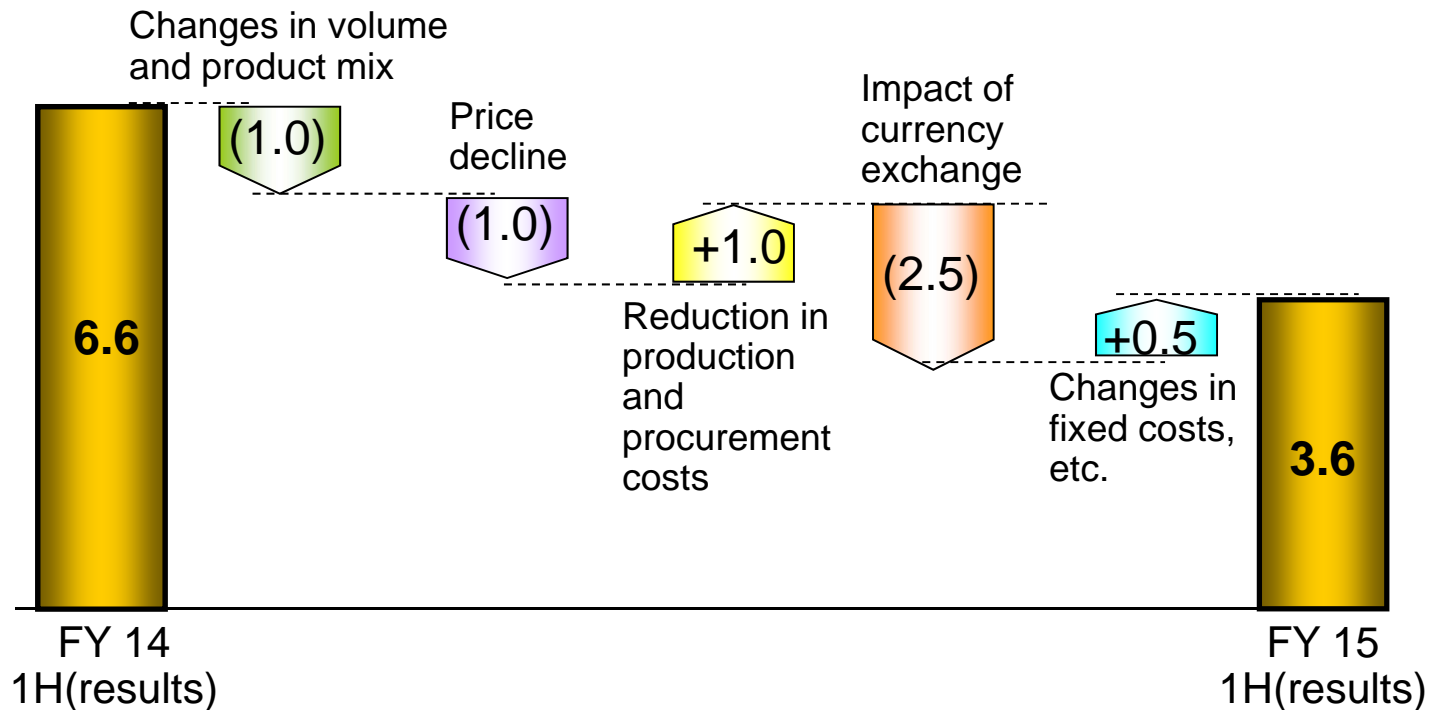 Changes in volume
and product mix
(1.0)
Price
decline
(1.0)
+1.0
Reduction in
production
and
procurement
costs
Impact of
currency
exchange
(2.5)
+0.5
Changes in
fixed costs,
etc.
6.6
3.6
FY 14
1H(results)
FY 15
1H(results)